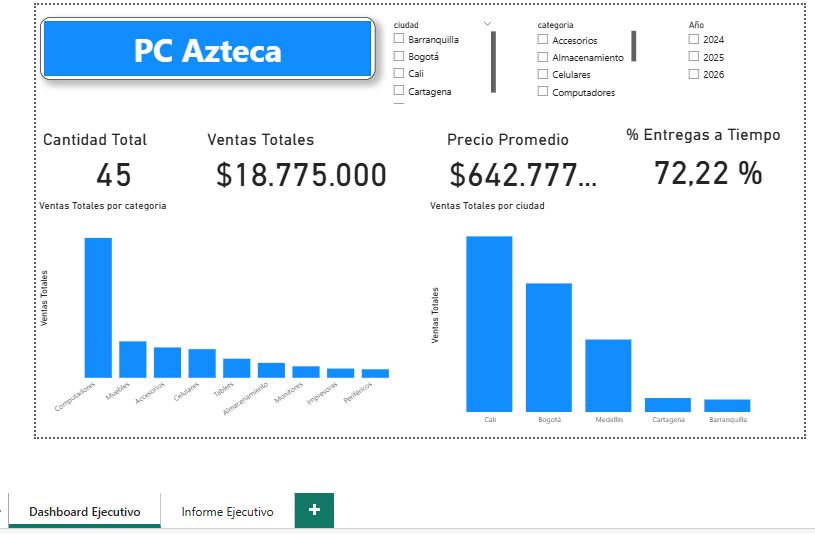 PC Azteca
ciudad
Barranquilla
Bogotá
Cali
Cartagena
categoria
Accesorios
Almacenamiento
Celulares
Computadores
Año
2024
2025
2026
Cantidad Total
45
Ventas Totales
$18.775.000
Precio Promedio
$642.777...
% Entregas a Tiempo
72,22 %
Ventas Totales por categoria
Ventas Totales
Computadores
Muebles
Accesorios
Celulares
Tablets
Almacenamiento
Monitores
Impresoras
Periféricos
Ventas Totales por ciudad
Ventas Totales
Cali
Bogotá
Medellín
Cartagena
Barranquilla
Dashboard Ejecutivo
Informe Ejecutivo
+